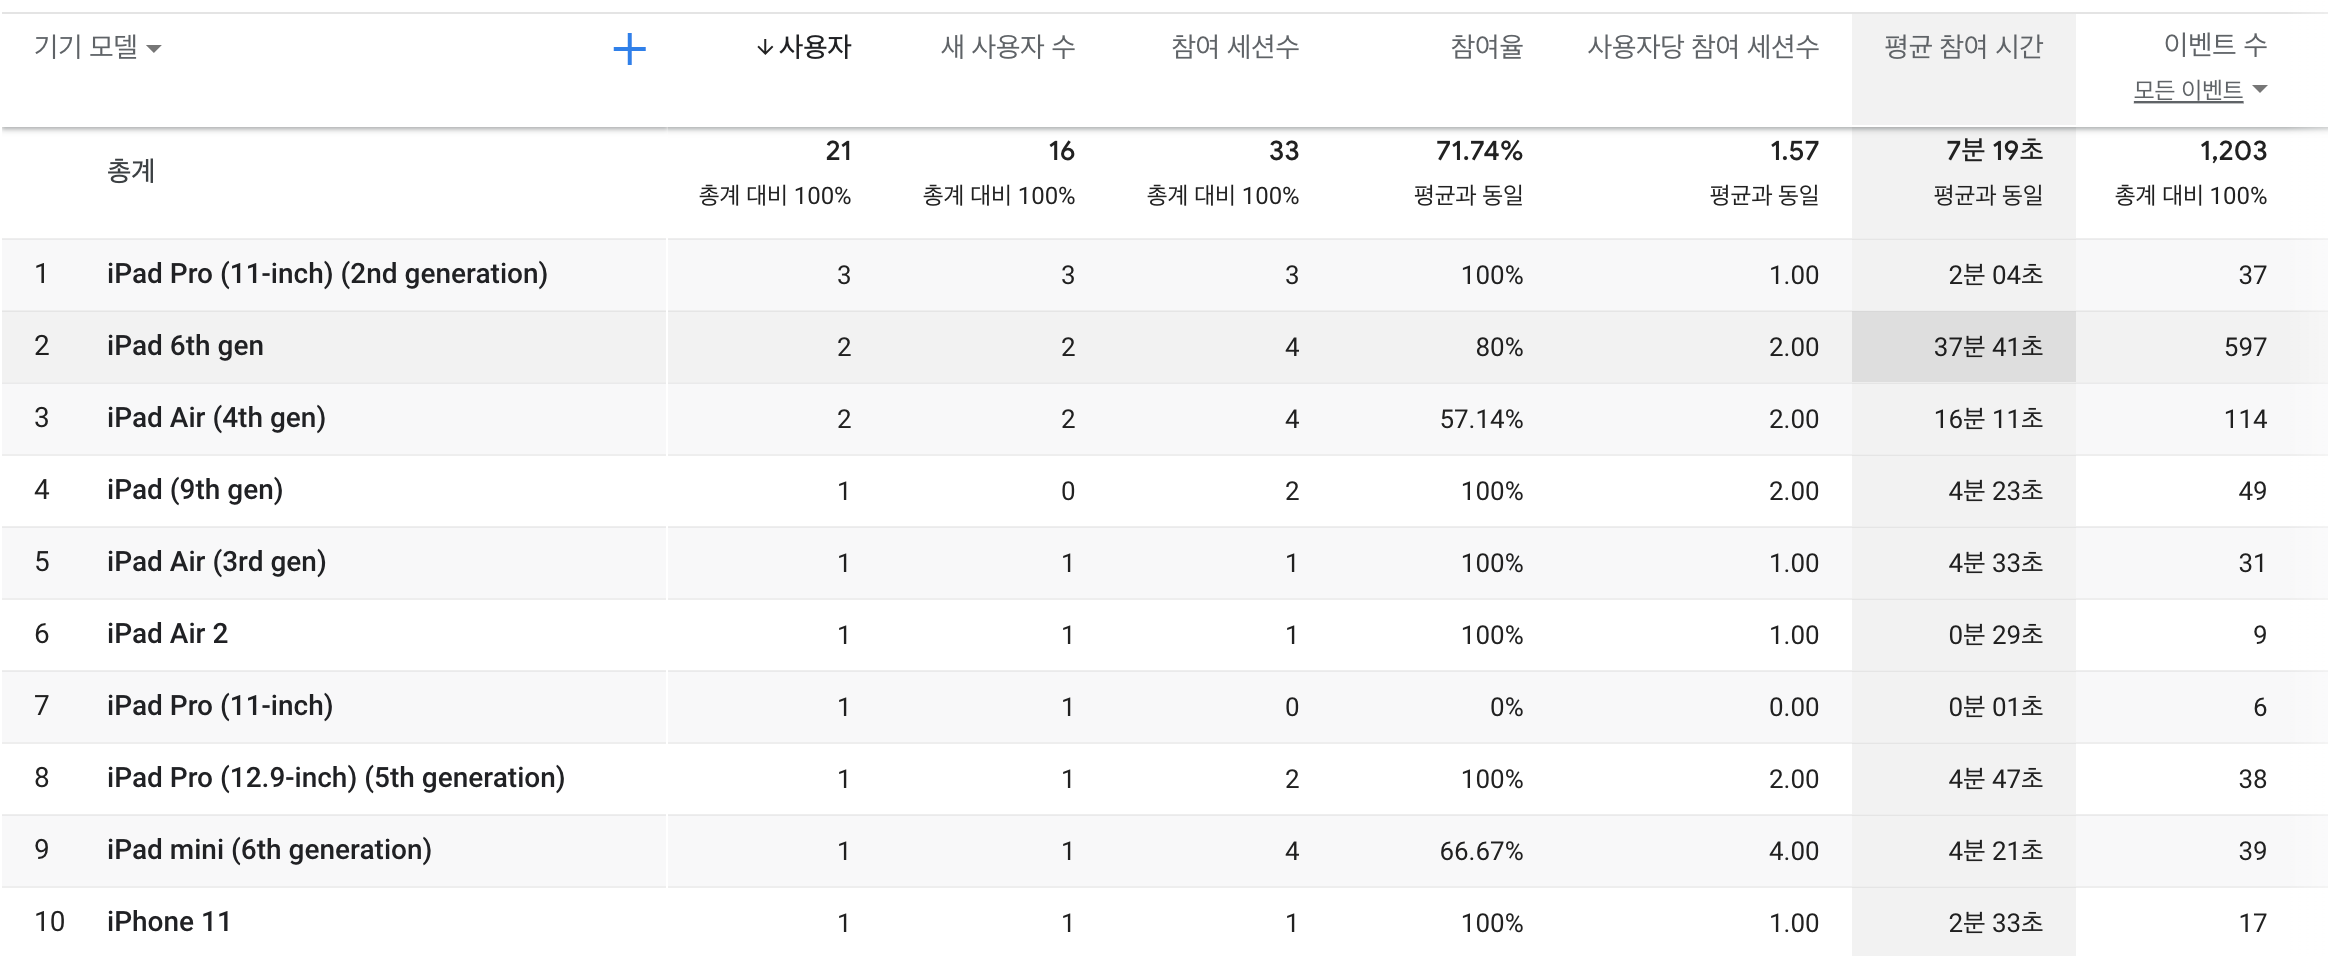 기기 모델 + ↓ 사용자 새 사용자 수 참여 세션수 참여율 사용자당 참여 세션수 평균 참여 시간 이벤트 수
모든 이벤트
총계 21 16 33 71.74% 1.57 7분 19초 1,203
총계 대비 100% 총계 대비 100% 총계 대비 100% 평균과 동일 평균과 동일 평균과 동일 총계 대비 100%
1 iPad Pro (11-inch) (2nd generation) 3 3 3 100% 1.00 2분 04초 37
2 iPad 6th gen 2 2 4 80% 2.00 37분 41초 597
3 iPad Air (4th gen) 2 2 4 57.14% 2.00 16분 11초 114
4 iPad (9th gen) 1 0 2 100% 2.00 4분 23초 49
5 iPad Air (3rd gen) 1 1 1 100% 1.00 4분 33초 31
6 iPad Air 2 1 1 1 100% 1.00 0분 29초 9
7 iPad Pro (11-inch) 1 1 0 0% 0.00 0분 01초 6
8 iPad Pro (12.9-inch) (5th generation) 1 1 2 100% 2.00 4분 47초 38
9 iPad mini (6th generation) 1 1 4 66.67% 4.00 4분 21초 39
10 iPhone 11 1 1 1 100% 1.00 2분 33초 17